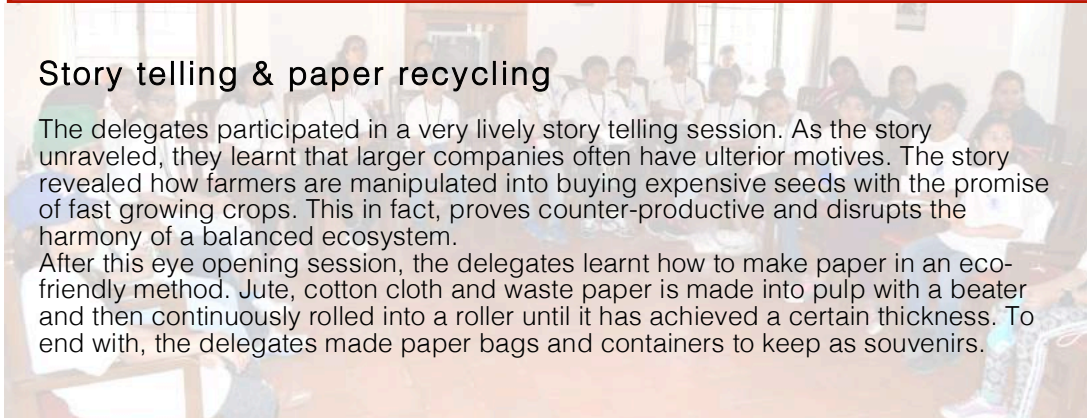 Story telling & paper recycling
The delegates participated in a very lively story telling session. As the story
unraveled, they learnt that larger companies often have ulterior motives. The story
revealed how farmers are manipulated into buying expensive seeds with the promise
of fast growing crops. This in fact, proves counter-productive and disrupts the
harmony of a balanced ecosystem.
After this eye opening session, the delegates learnt how to make paper in an eco-
friendly method. Jute, cotton cloth and waste paper is made into pulp with a beater
and then continuously rolled into a roller until it has achieved a certain thickness. To
end with, the delegates made paper bags and containers to keep as souvenirs.